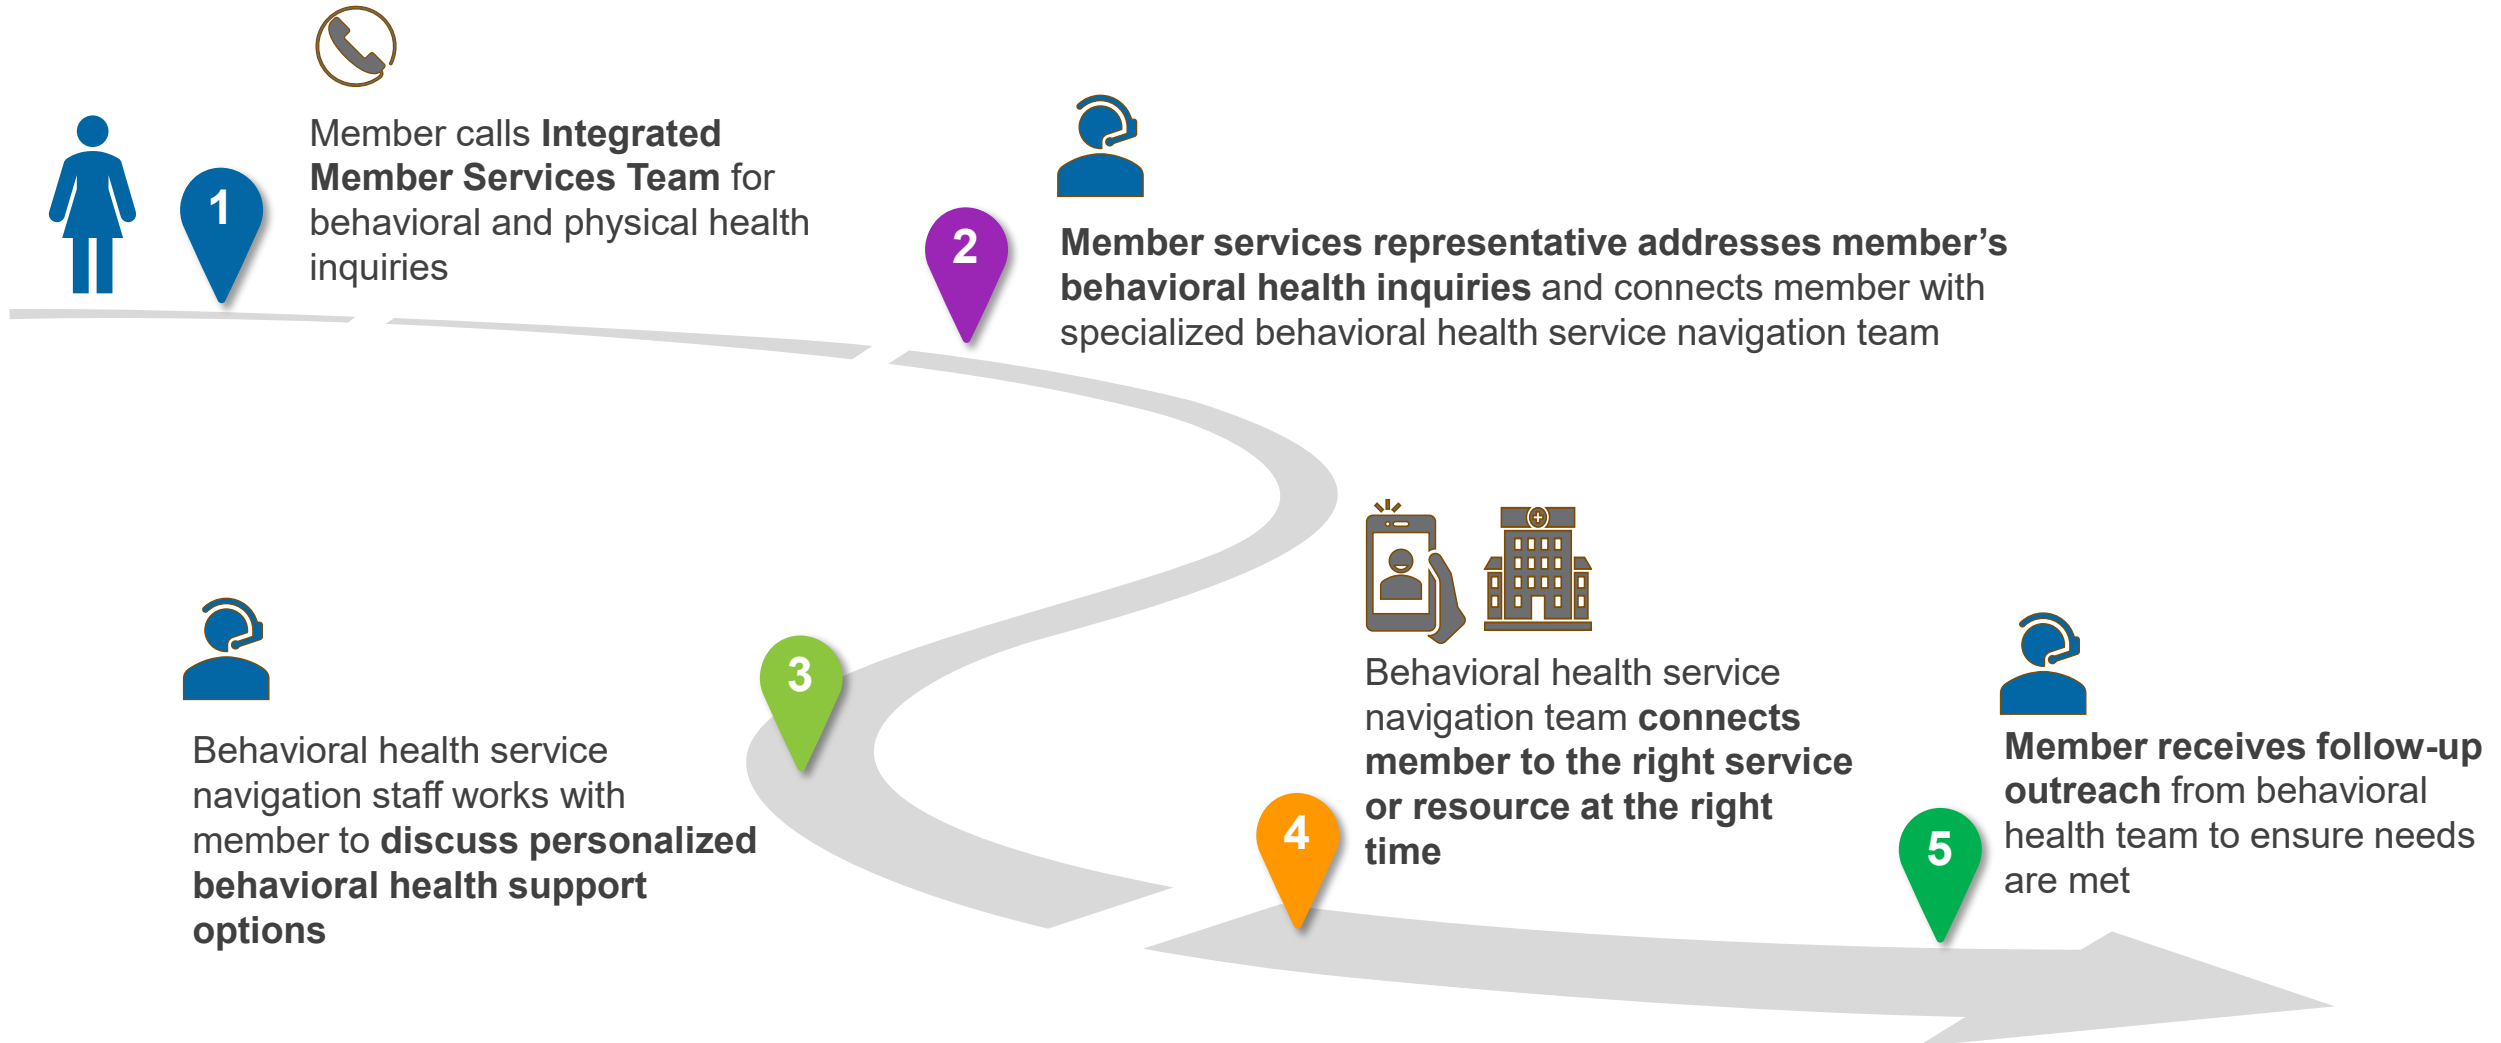 1
Member calls Integrated
Member Services Team for
behavioral and physical health
inquiries
2
Member services representative addresses member’s
behavioral health inquiries and connects member with
specialized behavioral health service navigation team
3
Behavioral health service
navigation staff works with
member to discuss personalized
behavioral health support
options
4
Behavioral health service
navigation team connects
member to the right service
or resource at the right
time
5
Member receives follow-up
outreach from behavioral
health team to ensure needs
are met